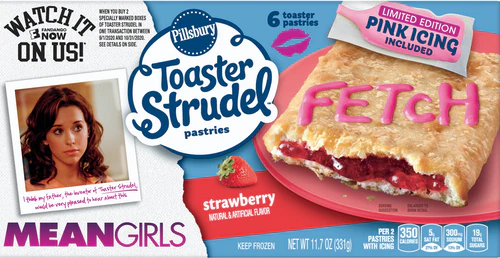 WATCH IT
FANDANGO
NOW
ON US!
WHEN YOU BUY 2
SPECIALLY MARKED BOXES
OF TOASTER STRUDEL IN
ONE TRANSACTION BETWEEN
9/1/2020 AND 10/31/2020.
SEE DETAILS ON SIDE.
Pillsbury
Toaster
Strudel
pastries
6 toaster
pastries
LIMITED EDITION
PINK ICING
INCLUDED
FETCH
I think my father, the inventor of Toaster Strudel,
would be very pleased to hear about this
MEAN GIRLS
strawberry
NATURAL & ARTIFICIAL FLAVOR
KEEP FROZEN
NET WT 11.7 OZ (331g)
PER 2
PASTRIES
WITH ICING
350
CALORIES
5g
SAT FAT
300mg
SODIUM
19g
TOTAL
SUGARS